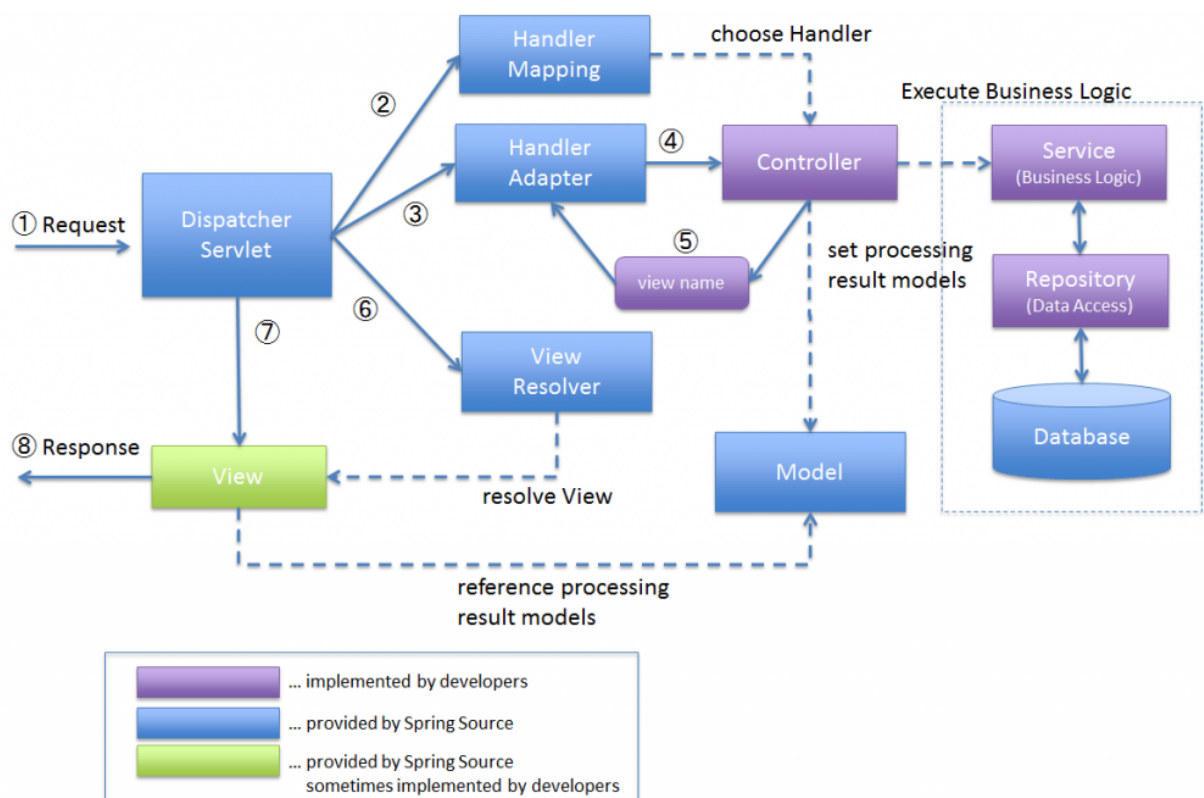 Handler
Mapping
choose Handler
②
Execute Business Logic
Handler
Adapter
④
Controller
Service
(Business Logic)
① Request
Dispatcher
Servlet
③
⑤
view name
set processing
result models
Repository
(Data Access)
⑥
⑦
View
Resolver
Database
⑧ Response
View
resolve View
Model
reference processing
result models
... implemented by developers
... provided by Spring Source
... provided by Spring Source
sometimes implemented by developers